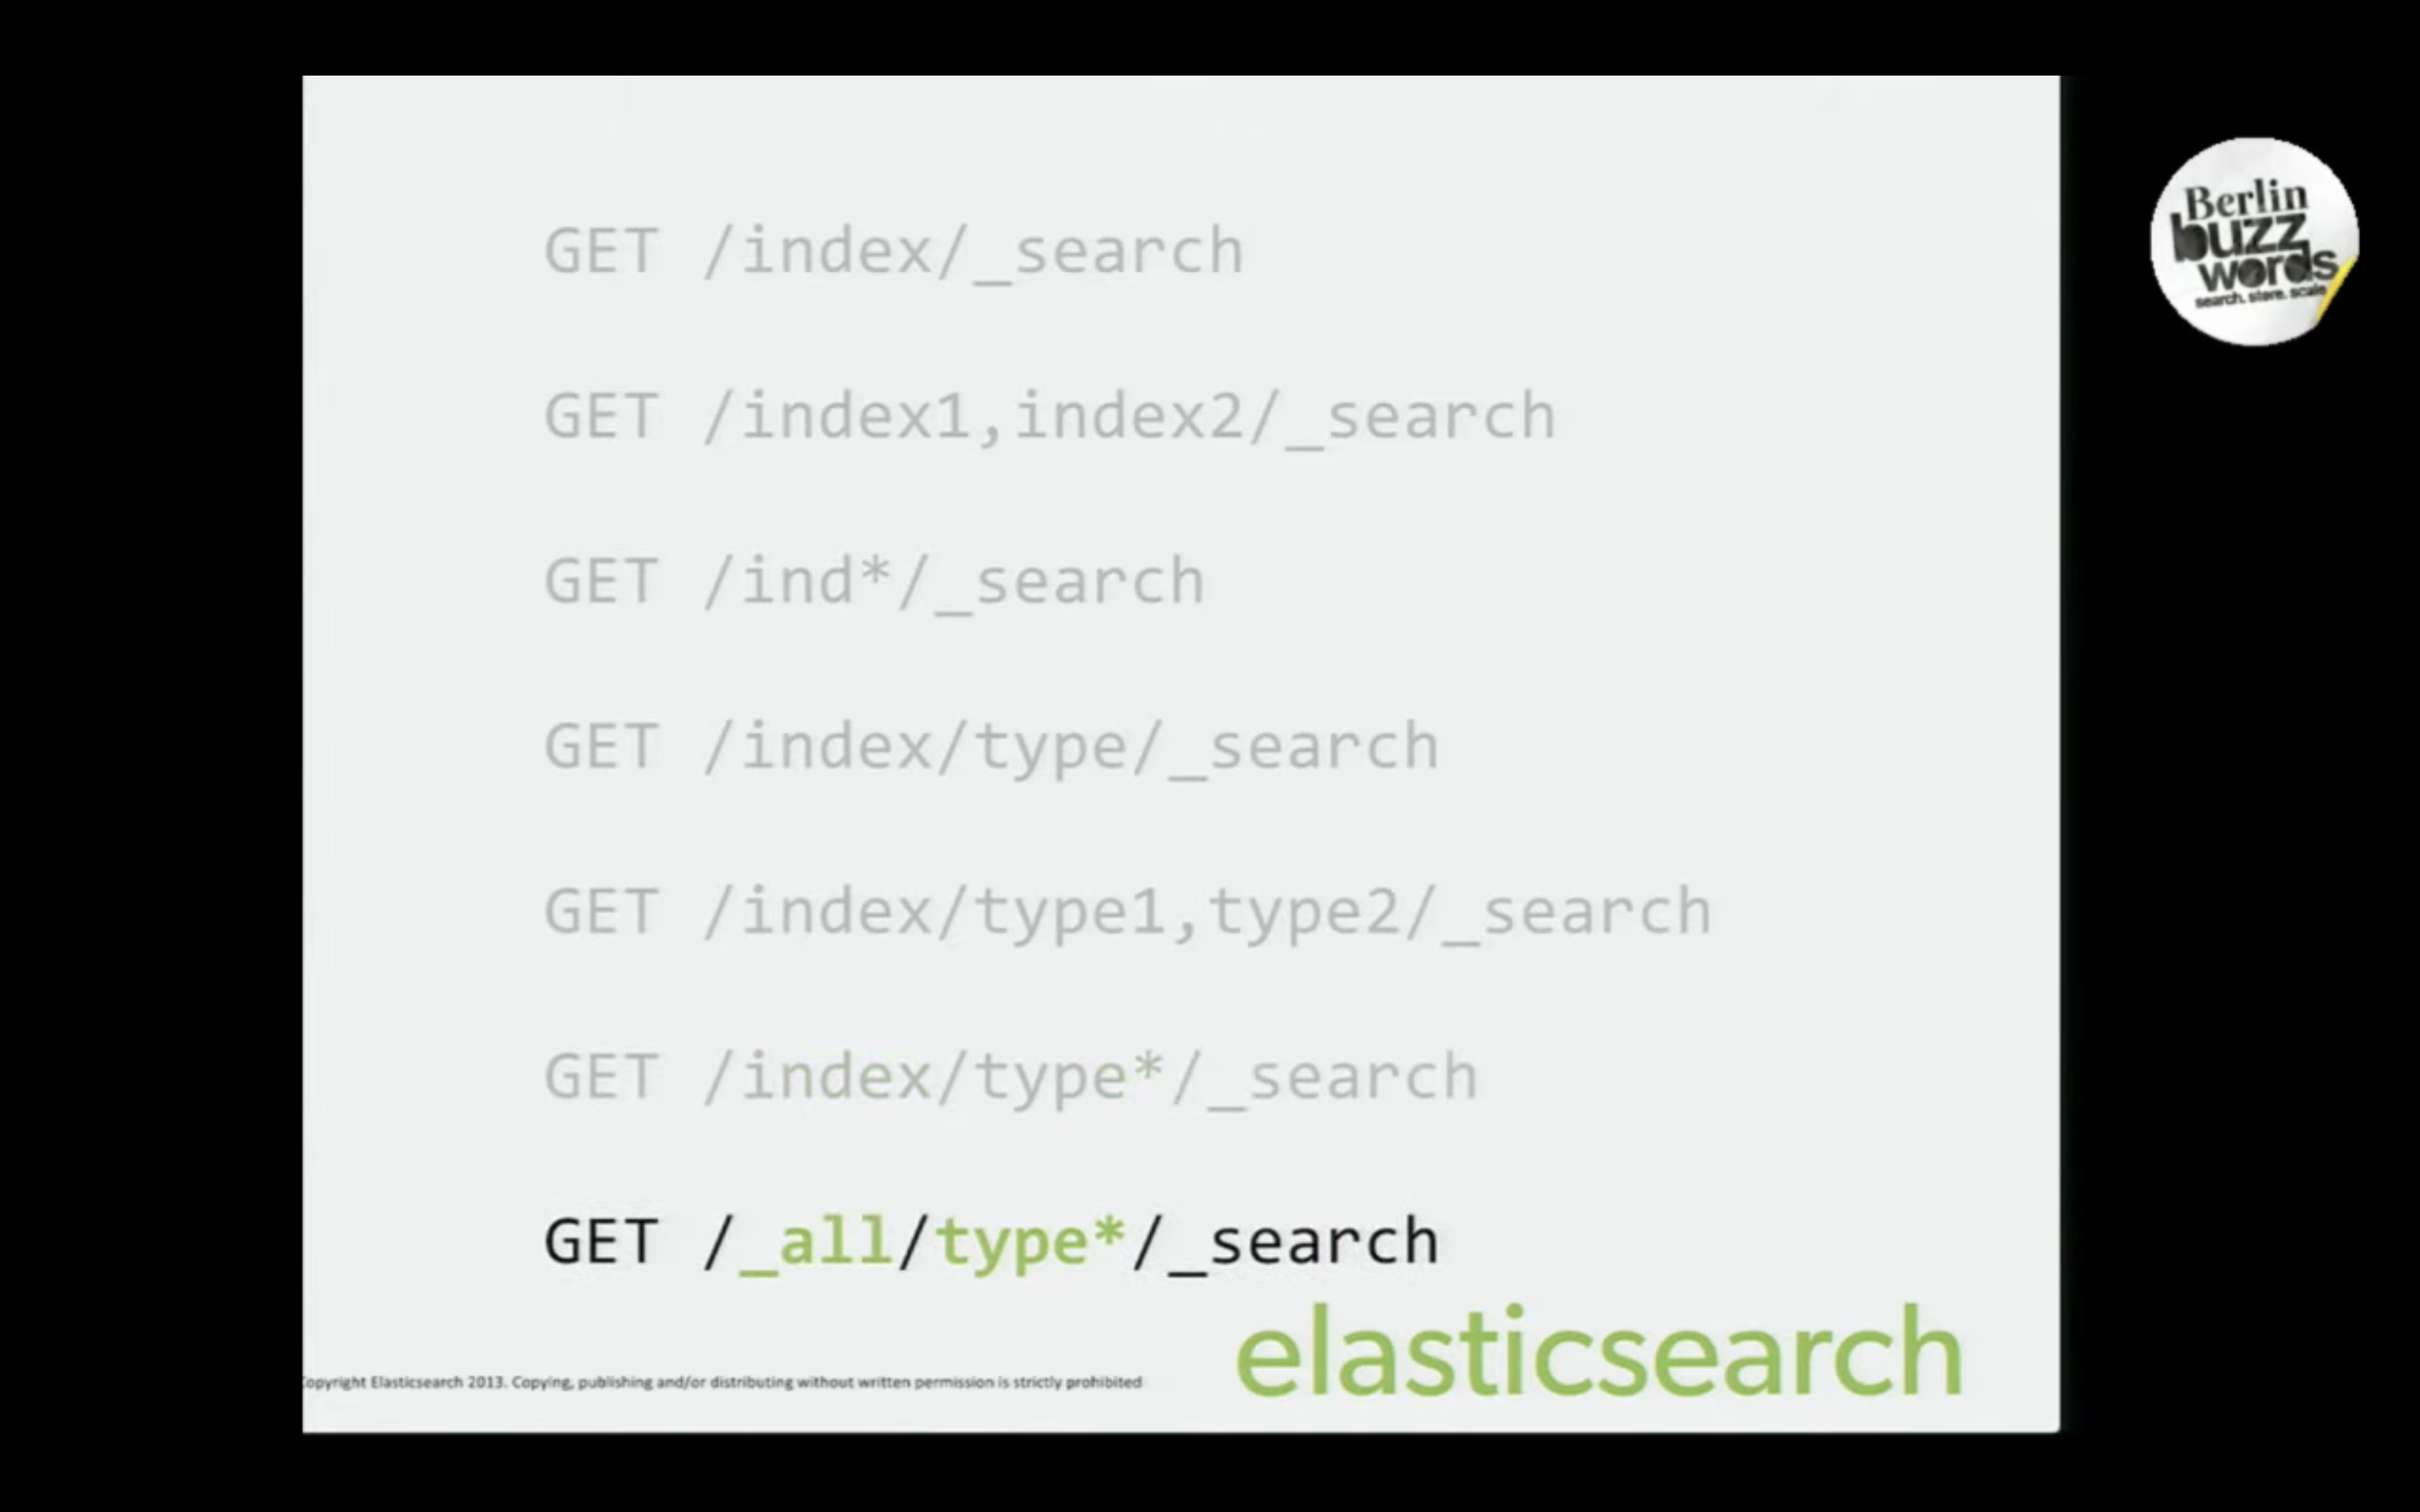 GET /index/_search
GET /index1,index2/_search
GET /ind*/_search
GET /index/type/_search
GET /index/type1,type2/_search
GET /index/type*/_search
GET /_all/type*/_search
elasticsearch
opyright Elasticsearch 2013. Copying, publishing and/or distributing without written permission is strictly prohibited
Berlin
buzz
words
search. store. scale